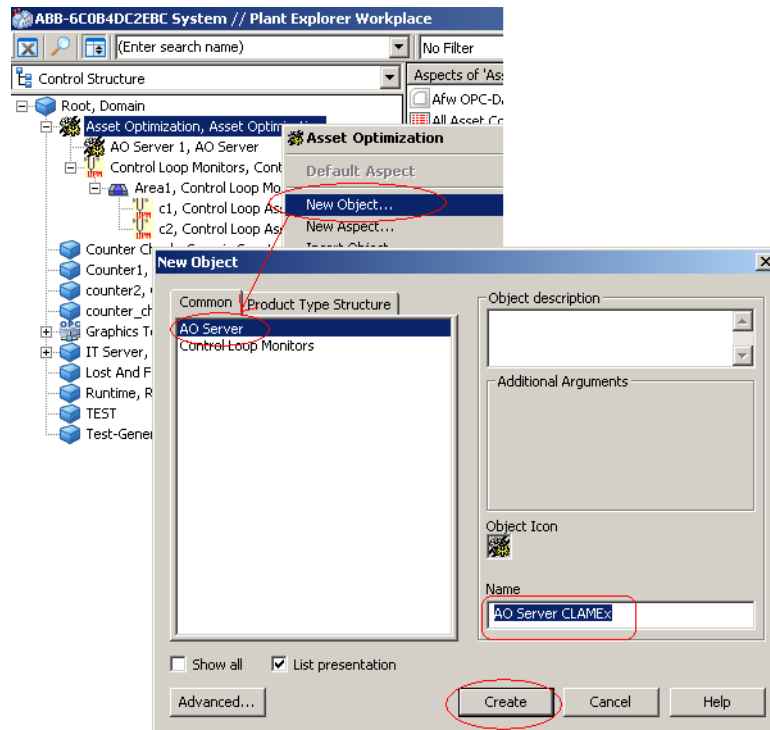 ABB-6C0B4DC2EBC System // Plant Explorer Workplace
(Enter search name)
No Filter
Control Structure
Aspects of 'As
Root, Domain
Afw OPC-D
Asset Optimization, Asset
All Asset Co
AO Server 1, AO Server
Asset Optimization
Control Loop Monitors, Cont
Default Aspect
Area1, Control Loop Mo
c1, Control Loop As
New Object...
c2, Control Loop As
New Aspect...
Counter
Counter1,
counter2,
counter_ch
Graphics T
IT Server,
Lost And F
Runtime, R
TEST
Test-Gener
New Object
Common
Product Type Structure
AO Server
Control Loop Monitors
Object description
Additional Arguments
Object Icon
Name
AO Server CLAMEx
Show all
List presentation
Advanced...
Create
Cancel
Help